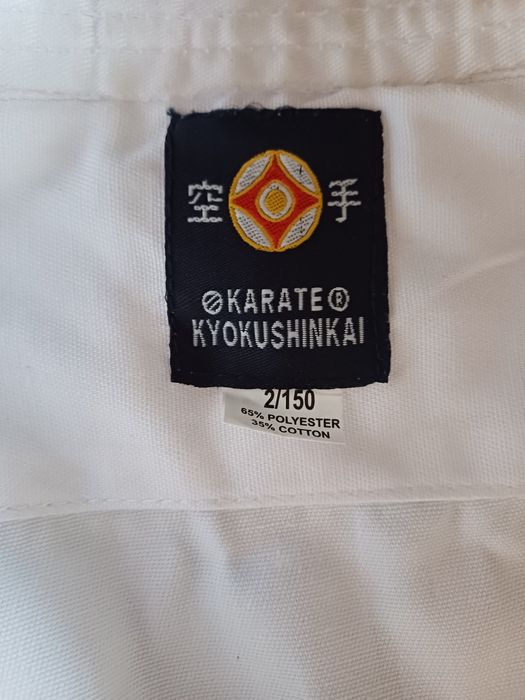 空 手
KARATE®
KYOKUSHINKAI
2/150
65% POLYESTER
35% COTTON